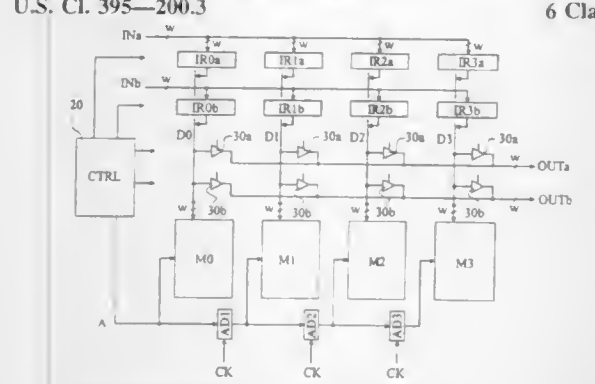 U.S. Cl. 395—200.3 6 Cla
INa w w w w w
IR0a IR1a IR2a IR3a
INb w
20 IR0b IR1b IR2b IR3b
D0 30a D1 30a D2 30a D3 30a
CTRL w OUTa
w OUTb
w 30b w 30b w 30b w 30b
M0 M1 M2 M3
A AD1 AD2 AD3
CK CK CK